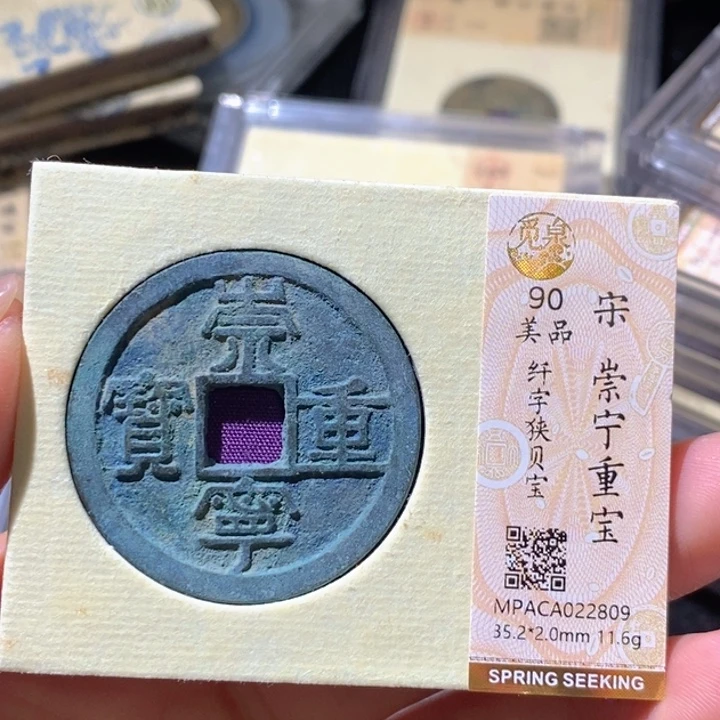 崇
重
寧
寶
觅泉
宋 崇宁重宝
90
美品
纤字狭贝宝
MPACA022809
35.2*2.0mm 11.6g
SPRING SEEKING